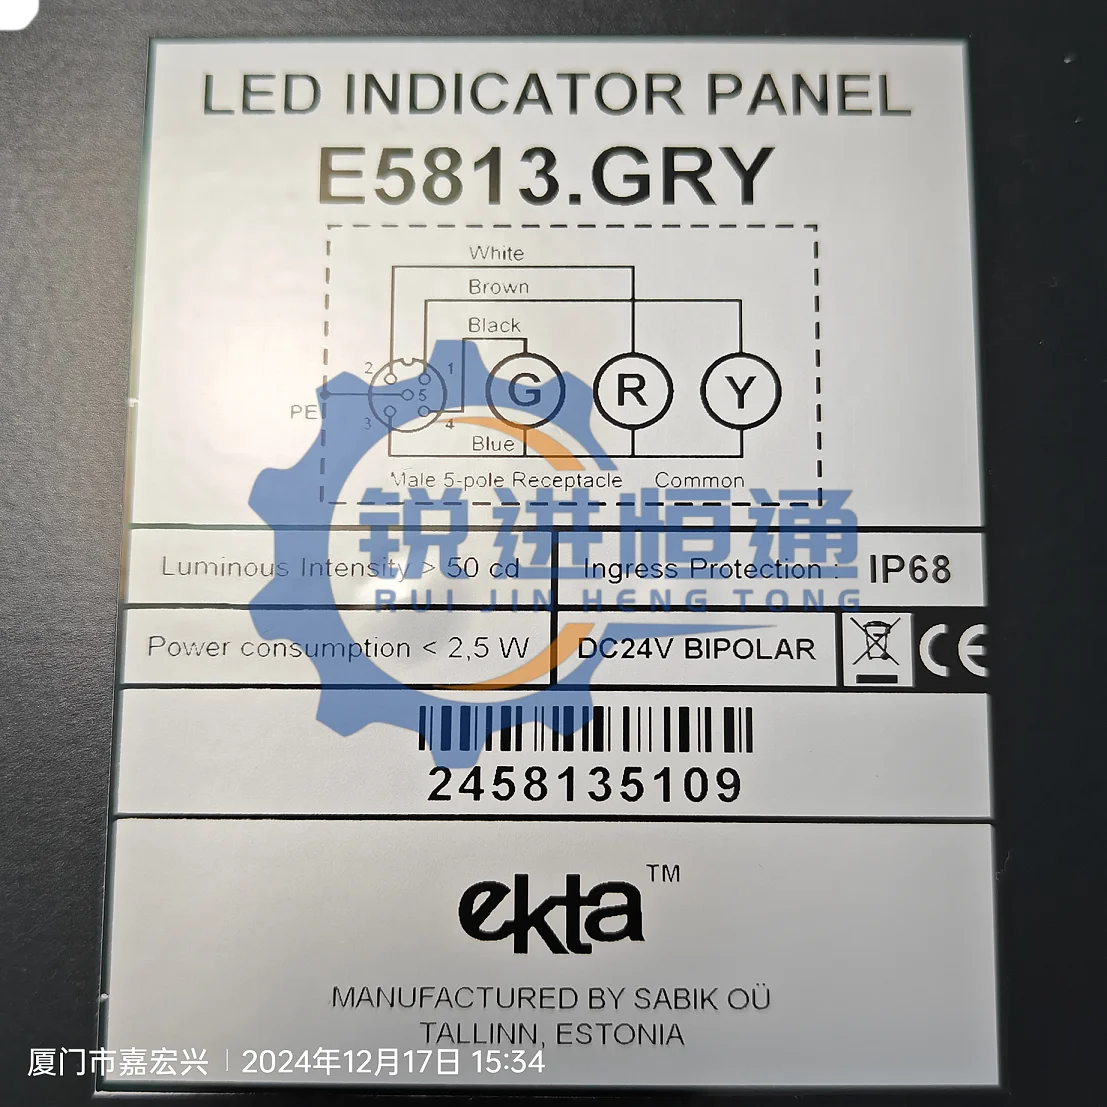 LED INDICATOR PANEL
E5813.GRY
White
Brown
Black
2 1
5
PE
3 4
G R Y
Blue
Male 5-pole Receptacle Common
锐进恒通
RUI JIN HENG TONG
Luminous Intensity > 50 cd Ingress Protection : IP68
Power consumption < 2,5 W DC24V BIPOLAR CE
2458135109
ekta™
MANUFACTURED BY SABIK OÜ
TALLINN, ESTONIA
厦门市嘉宏兴 | 2024年12月17日 15:34